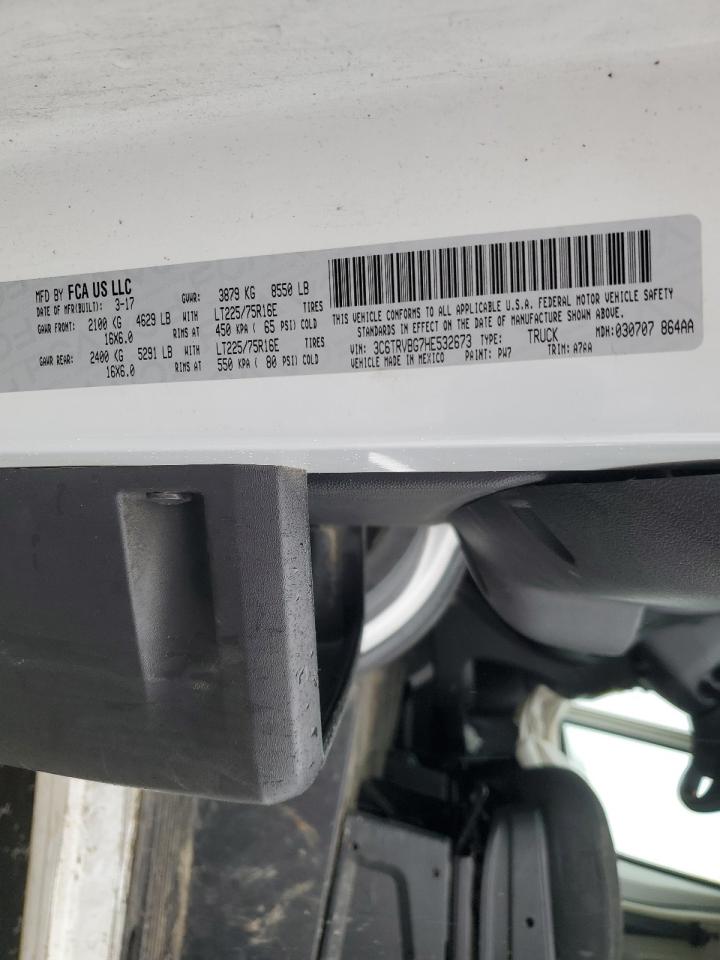 MFD BY FCA US LLC
DATE OF MFR(BUILT): 3-17 GVWR: 3879 KG 8550 LB
GAWR FRONT: 2100 KG 4629 LB WITH LT225/75R16E TIRES
16X6.0 RIMS AT 450 KPA ( 65 PSI) COLD
GAWR REAR: 2400 KG 5291 LB WITH LT225/75R16E TIRES
16X6.0 RIMS AT 550 KPA ( 80 PSI) COLD
THIS VEHICLE CONFORMS TO ALL APPLICABLE U.S.A. FEDERAL MOTOR VEHICLE SAFETY
STANDARDS IN EFFECT ON THE DATE OF MANUFACTURE SHOWN ABOVE.
VIN: 3C6TRVBG7HE532673 TYPE: TRUCK MDH:030707 864AA
VEHICLE MADE IN MEXICO PAINT: PW7 TRIM: A7AA